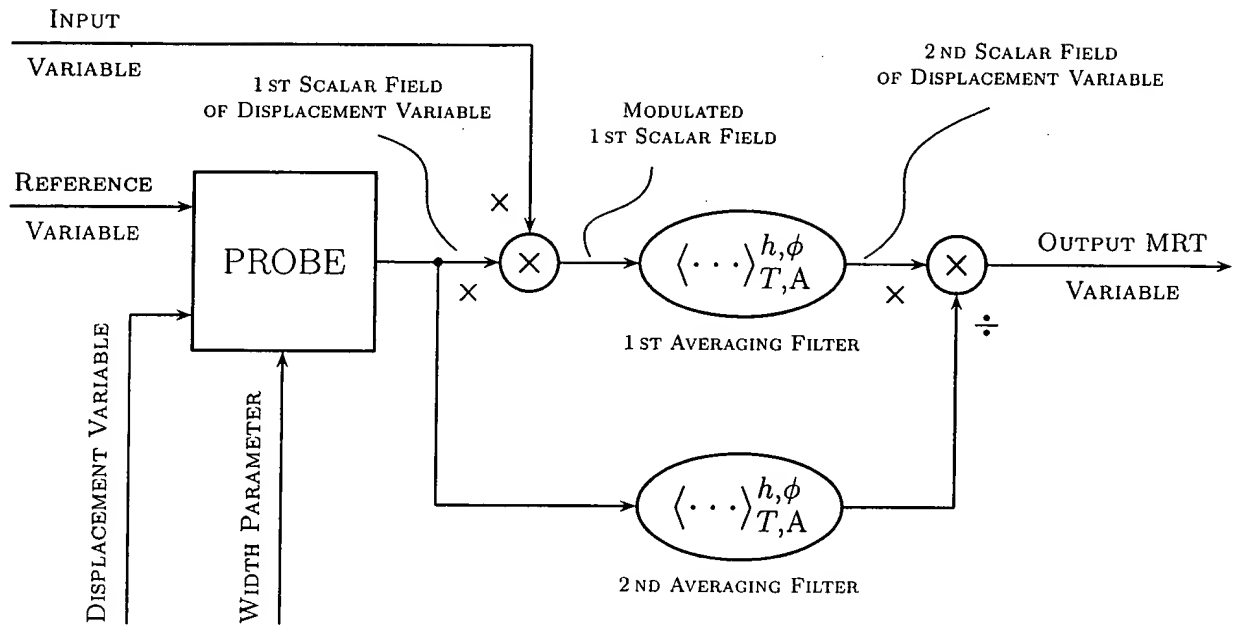 INPUT
VARIABLE
1ST SCALAR FIELD
OF DISPLACEMENT VARIABLE
MODULATED
1ST SCALAR FIELD
2ND SCALAR FIELD
OF DISPLACEMENT VARIABLE
REFERENCE
VARIABLE
PROBE
×
×
×
⟨···⟩ h,ϕ T,A
1ST AVERAGING FILTER
×
×
÷
OUTPUT MRT
VARIABLE
DISPLACEMENT VARIABLE
WIDTH PARAMETER
⟨···⟩ h,ϕ T,A
2ND AVERAGING FILTER